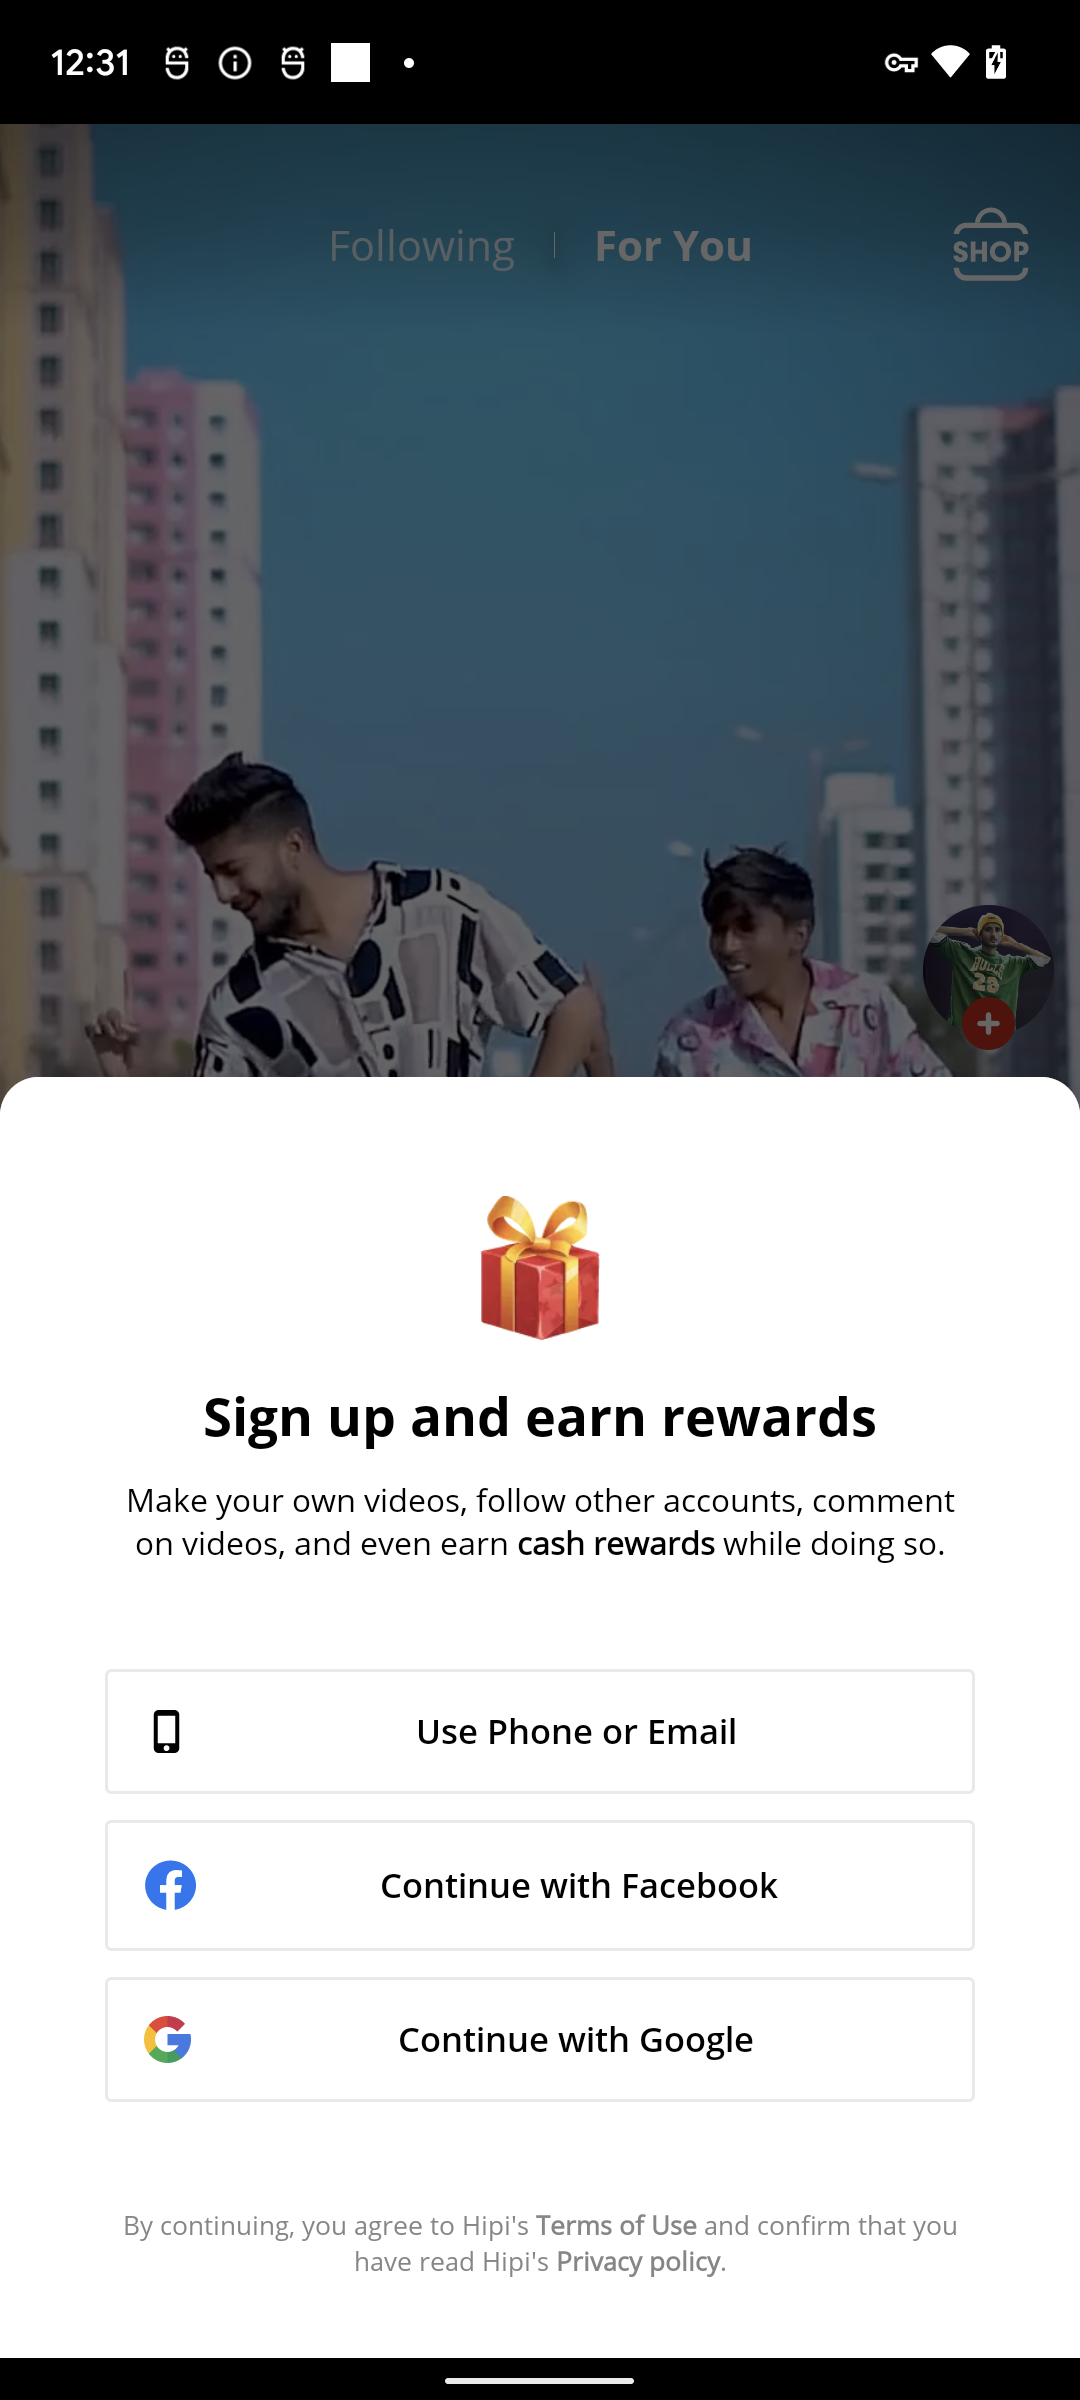 12:31
Following
For You
SHOP
BULLS
23
Sign up and earn rewards
Make your own videos, follow other accounts, comment
on videos, and even earn cash rewards while doing so.
Use Phone or Email
Continue with Facebook
Continue with Google
By continuing, you agree to Hipi's Terms of Use and confirm that you
have read Hipi's Privacy policy.